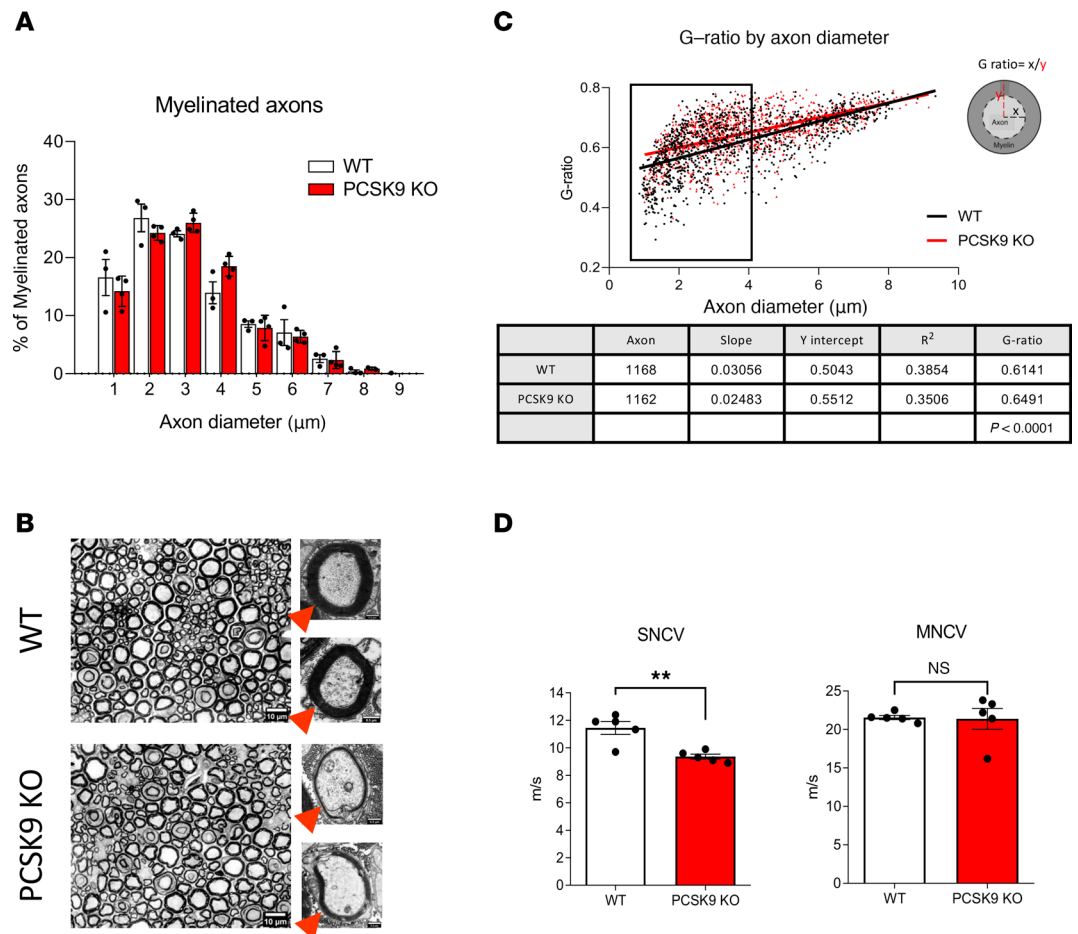 A
Myelinated axons
% of Myelinated axons
40
30
20
10
0
WT
PCSK9 KO
1 2 3 4 5 6 7 8 9
Axon diameter (μm)
C
G–ratio by axon diameter
G ratio= x/y
y
x
Axon
Myelin
G-ratio
0.8
0.6
0.4
0.2
WT
PCSK9 KO
0 2 4 6 8 10
Axon diameter (μm)
Axon Slope Y intercept R² G-ratio
WT 1168 0.03056 0.5043 0.3854 0.6141
PCSK9 KO 1162 0.02483 0.5512 0.3506 0.6491
P < 0.0001
B
WT
10 μm
PCSK9 KO
10 μm
D
SNCV
**
m/s
14
12
10
8
6
4
2
0
WT PCSK9 KO
MNCV
NS
m/s
25
20
15
10
5
0
WT PCSK9 KO